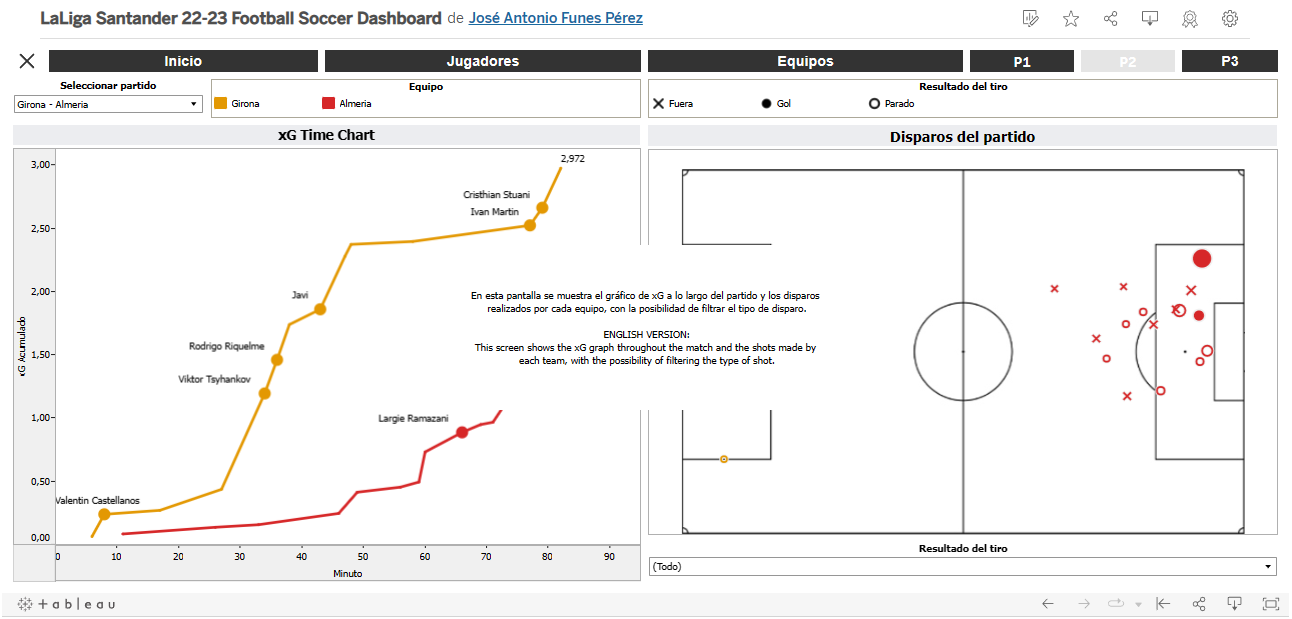 LaLiga Santander 22-23 Football Soccer Dashboard de José Antonio Funes Pérez
Inicio
Jugadores
Equipos
P1
P2
P3
Seleccionar partido
Girona - Almeria
Equipo
Girona
Almeria
Resultado del tiro
Fuera
Gol
Parado
xG Time Chart
Disparos del partido
3,00
2,50
2,00
1,50
1,00
0,50
0,00
xG Acumulado
2,972
Cristhian Stuani
Ivan Martin
Javi
Rodrigo Riquelme
Viktor Tsyhankov
Largie Ramazani
Valentin Castellanos
0
10
20
30
40
50
60
70
80
90
Minuto
En esta pantalla se muestra el gráfico de xG a lo largo del partido y los disparos
realizados por cada equipo, con la posibilidad de filtrar el tipo de disparo.
ENGLISH VERSION:
This screen shows the xG graph throughout the match and the shots made by
each team, with the possibility of filtering the type of shot.
Resultado del tiro
(Todo)
+ a b l e a u